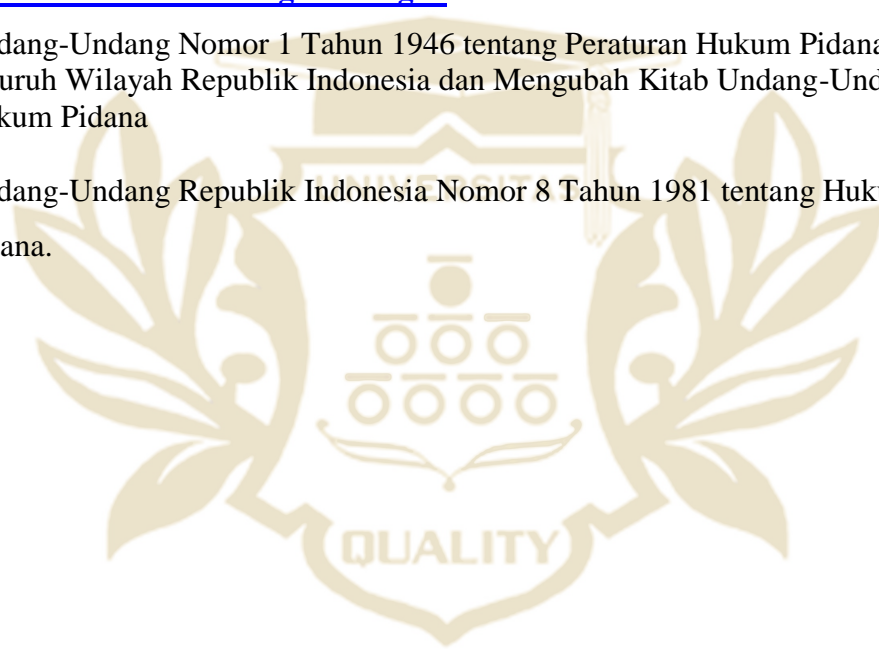 dang-Undang Nomor 1 Tahun 1946 tentang Peraturan Hukum Pidana
uruh Wilayah Republik Indonesia dan Mengubah Kitab Undang-Und
kum Pidana
UNIVERSITAS
dang-Undang Republik Indonesia Nomor 8 Tahun 1981 tentang Huk
ana.
QUALITY